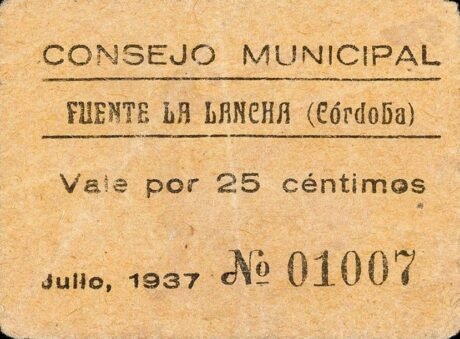 CONSEJO MUNICIPAL
FUENTE LA LANCHA (Córdoba)
Vale por 25 céntimos
Julio, 1937 No 01007